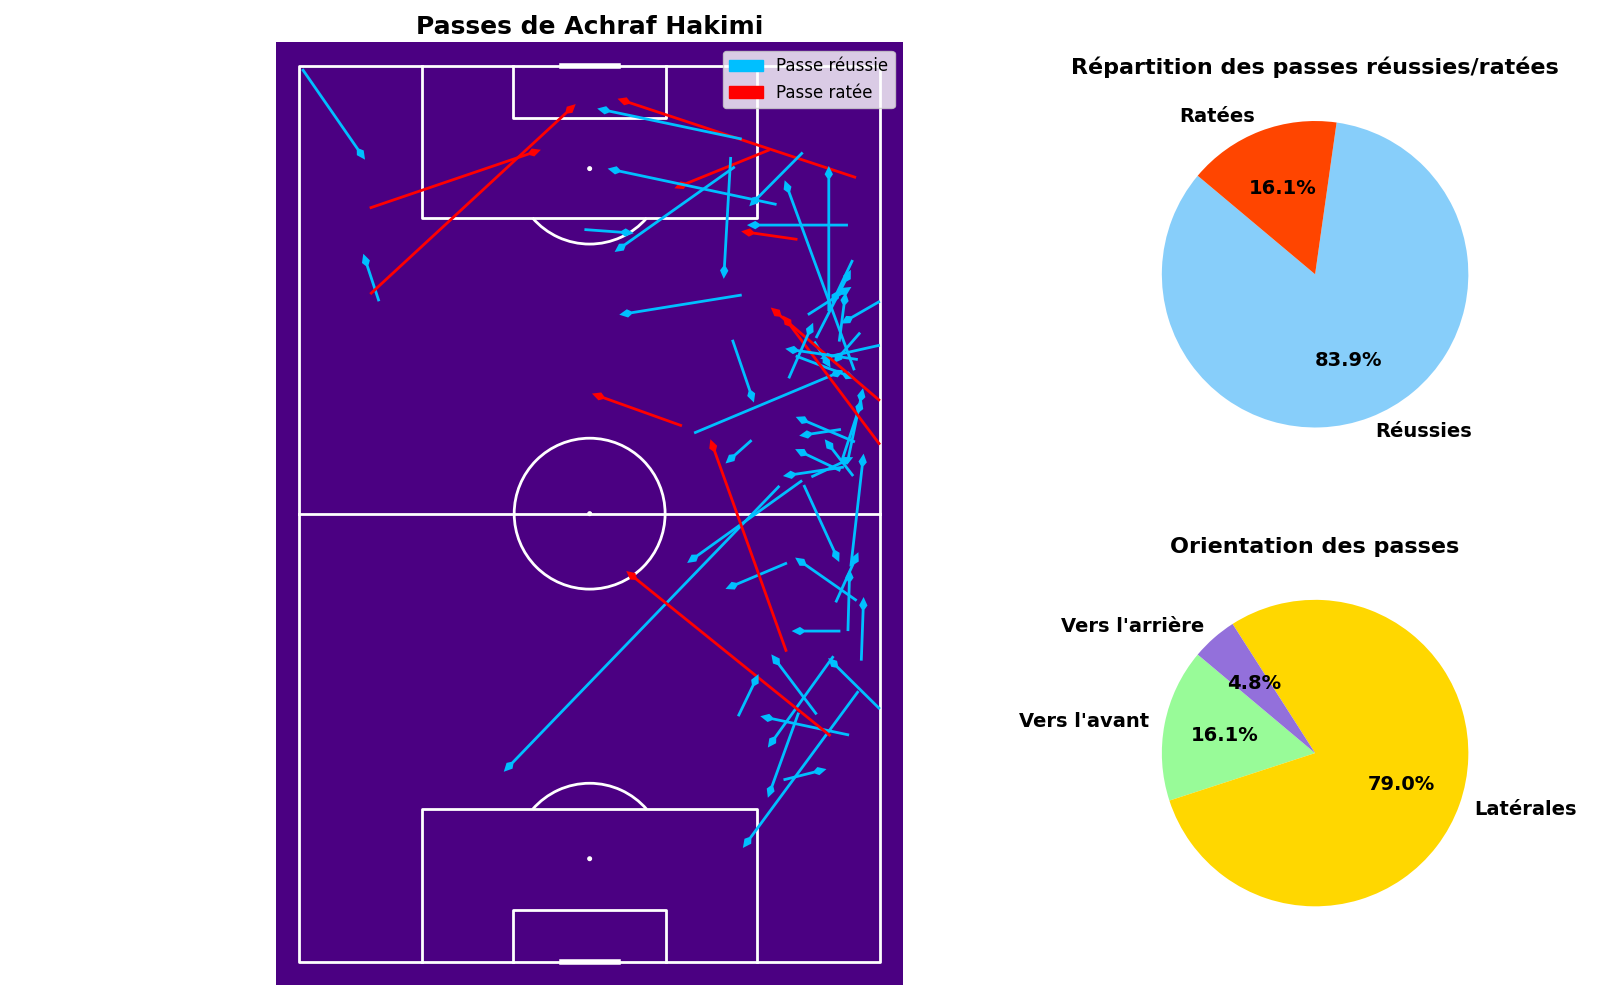 Passes de Achraf Hakimi
Passe réussie
Passe ratée
Répartition des passes réussies/ratées
Ratées
16.1%
83.9%
Réussies
Orientation des passes
Vers l'arrière
4.8%
Vers l'avant
16.1%
79.0%
Latérales